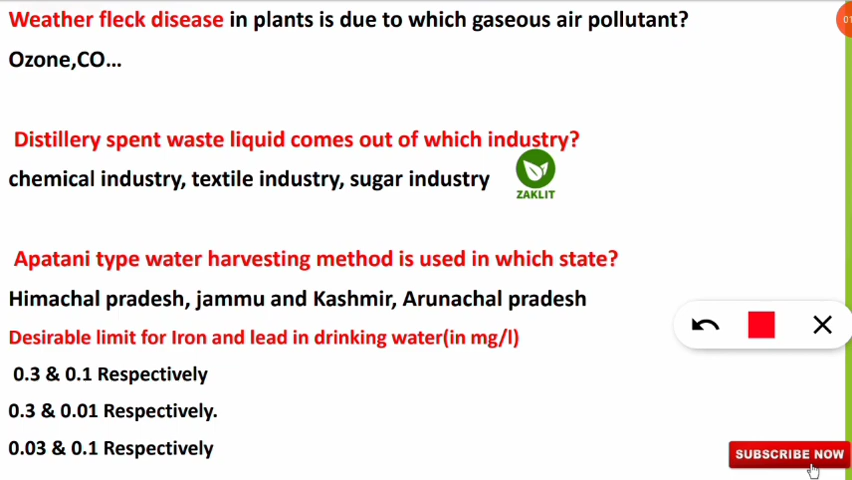 Weather fleck disease in plants is due to which gaseous air pollutant?
Ozone,CO...
Distillery spent waste liquid comes out of which industry?
chemical industry, textile industry, sugar industry
ZAKLIT
Apatani type water harvesting method is used in which state?
Himachal pradesh, jammu and Kashmir, Arunachal pradesh
Desirable limit for Iron and lead in drinking water(in mg/l)
0.3 & 0.1 Respectively
0.3 & 0.01 Respectively.
0.03 & 0.1 Respectively
SUBSCRIBE NOW